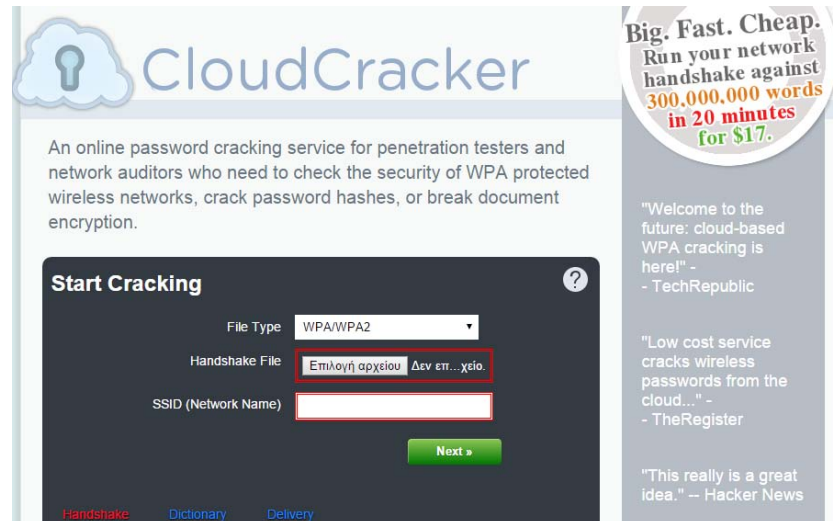 CloudCracker
An online password cracking service for penetration testers and
network auditors who need to check the security of WPA protected
wireless networks, crack password hashes, or break document
encryption.
Start Cracking
?
File Type
WPA/WPA2
Handshake File
Επιλογή αρχείου Δεν επ...χείο.
SSID (Network Name)
Next »
Handshake
Dictionary
Delivery
Big. Fast. Cheap.
Run your network
handshake against
300,000,000 words
in 20 minutes
for $17.
"Welcome to the
future: cloud-based
WPA cracking is
here!" -
- TechRepublic
"Low cost service
cracks wireless
passwords from the
cloud..." -
- TheRegister
"This really is a great
idea." -- Hacker News